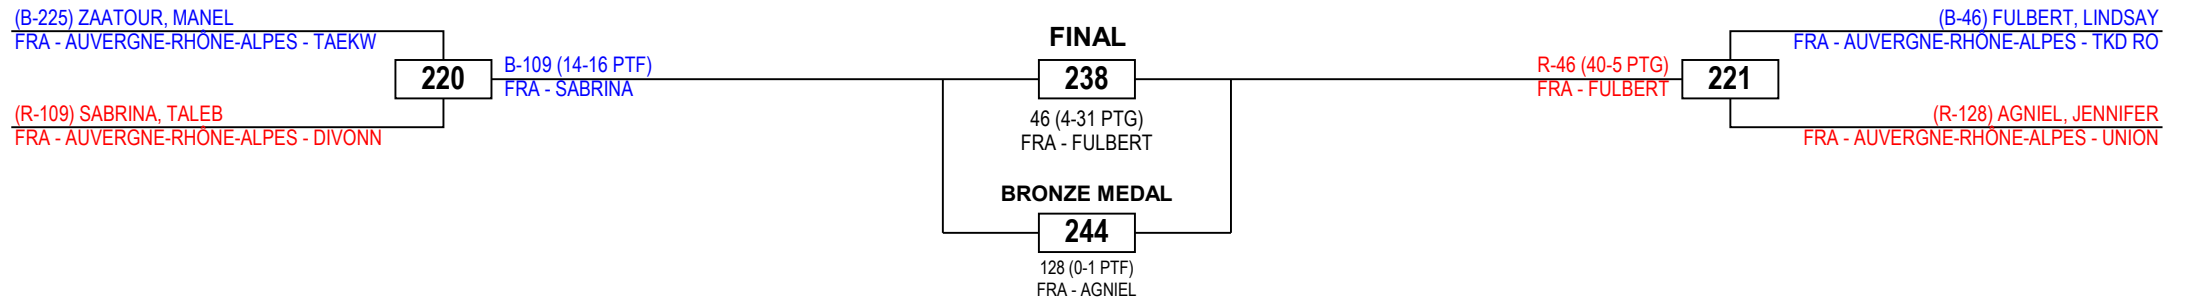 (B-225) ZAATOUR, MANEL
FRA - AUVERGNE-RHÔNE-ALPES - TAEKW
220
(R-109) SABRINA, TALEB
FRA - AUVERGNE-RHÔNE-ALPES - DIVONN
B-109 (14-16 PTF)
FRA - SABRINA
FINAL
238
46 (4-31 PTG)
FRA - FULBERT
BRONZE MEDAL
244
128 (0-1 PTF)
FRA - AGNIEL
R-46 (40-5 PTG)
FRA - FULBERT
(B-46) FULBERT, LINDSAY
FRA - AUVERGNE-RHÔNE-ALPES - TKD RO
221
(R-128) AGNIEL, JENNIFER
FRA - AUVERGNE-RHÔNE-ALPES - UNION